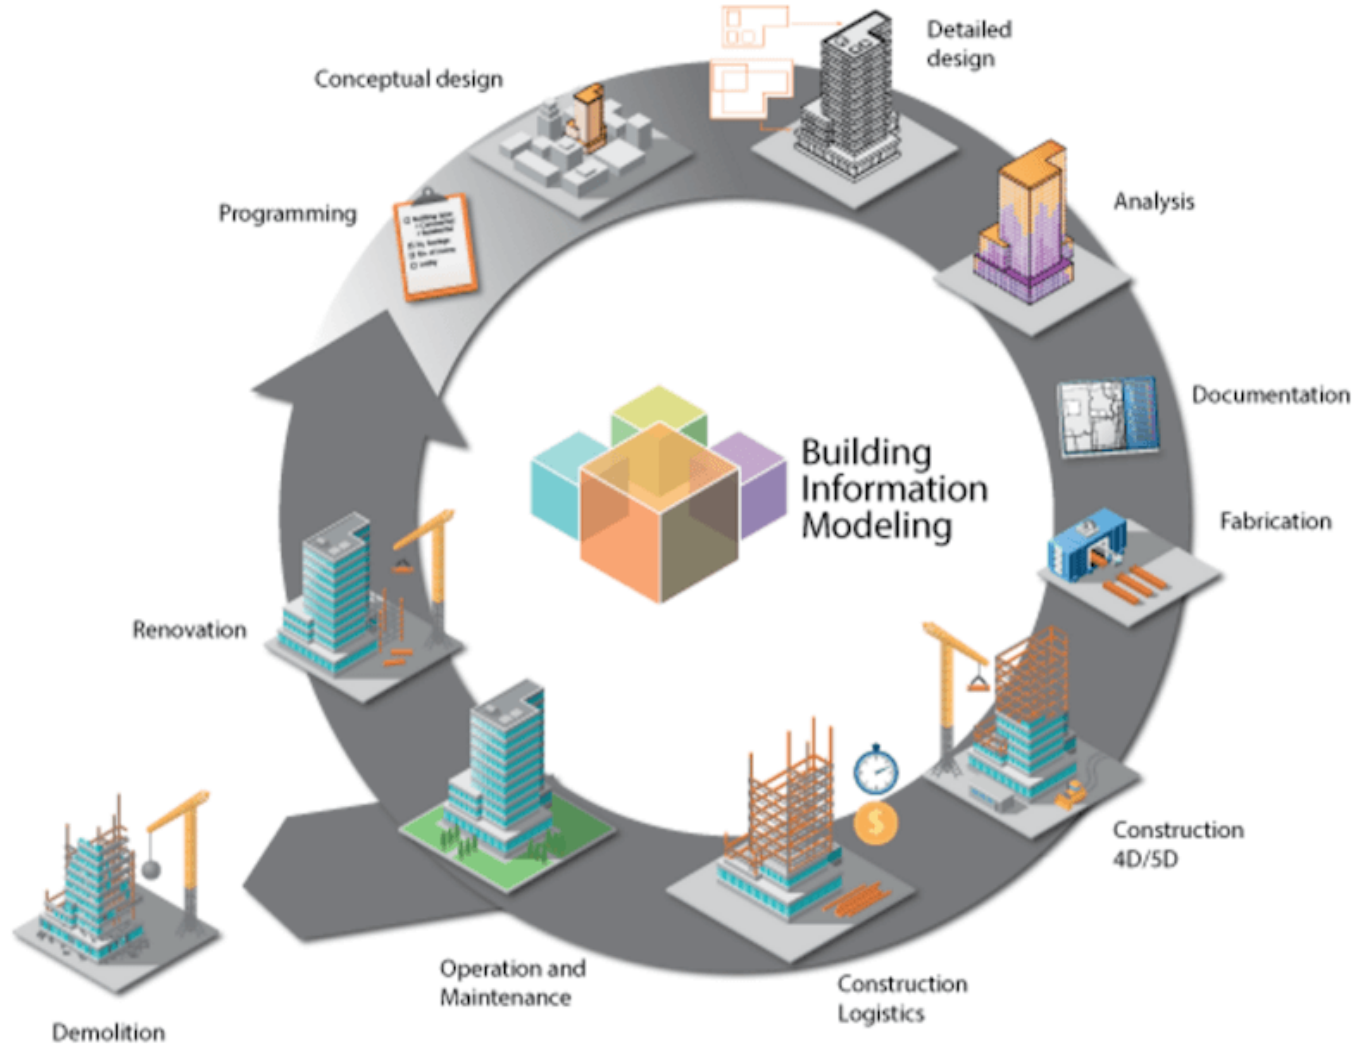 Detailed
design
Conceptual design
Analysis
Programming
Documentation
Building
Information
Modeling
Fabrication
Renovation
$
Construction
4D/5D
Operation and
Maintenance
Construction
Logistics
Demolition